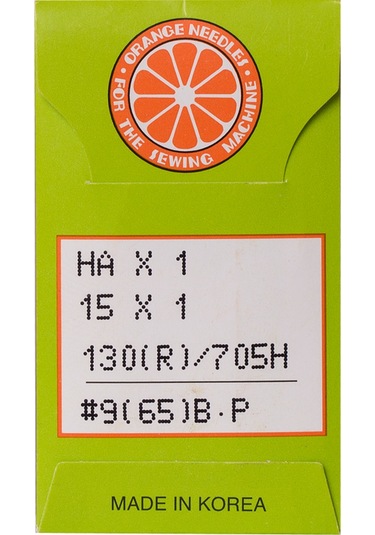 ORANGE NEEDLES
FOR THE SEWING MACHINE
HA X 1
15 X 1
130(R)/705H
#9(65)B.P
MADE IN KOREA